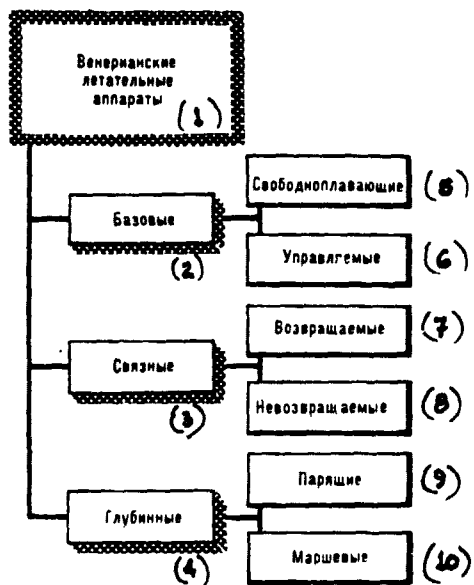 Венерианские
летательные
аппараты
(1)
Базовые
(2)
Свободноплавающие (5)
Управляемые (6)
Связные
(3)
Возвращаемые (7)
Невозвращаемые (8)
Глубинные
(4)
Парящие (9)
Маршевые (10)